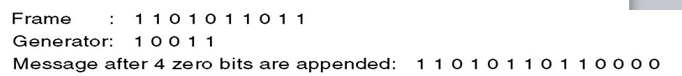 Frame : 1 1 0 1 0 1 1 0 1 1
Generator: 1 0 0 1 1
Message after 4 zero bits are appended: 1 1 0 1 0 1 1 0 1 1 0 0 0 0